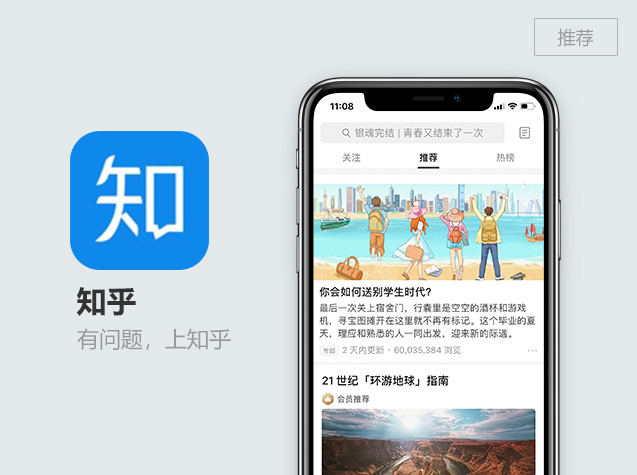 推荐
11:08
银魂完结 | 青春又结束了一次
关注 推荐 热榜
知
知乎
有问题，上知乎
你会如何送别学生时代？
最后一次关上宿舍门，行囊里是空空的酒杯和游戏
机，寻宝图摊开在这里就不再有标记。这个毕业的夏
天，理应和熟悉的人一同出发，迎来新的际遇。
专题 2 天内更新 · 60,035,384 浏览
21 世纪「环游地球」指南
会员推荐